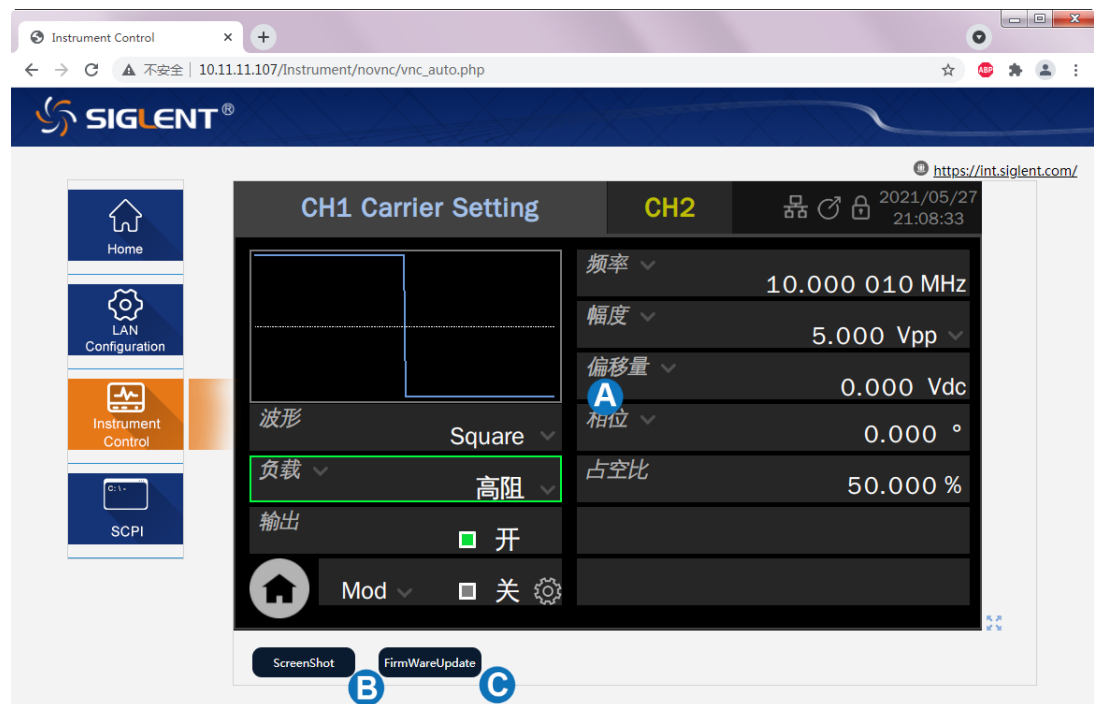 Instrument Control
不安全 | 10.11.11.107/Instrument/novnc/vnc_auto.php
ABP
SIGLENT®
https://int.siglent.com/
Home
LAN
Configuration
Instrument
Control
C:\-
SCPI
CH1 Carrier Setting
CH2
2021/05/27
21:08:33
波形
Square
负载
高阻
输出
开
Mod
关
频率
10.000 010 MHz
幅度
5.000 Vpp
偏移量
0.000 Vdc
A
相位
0.000 °
占空比
50.000 %
ScreenShot
B
FirmWareUpdate
C